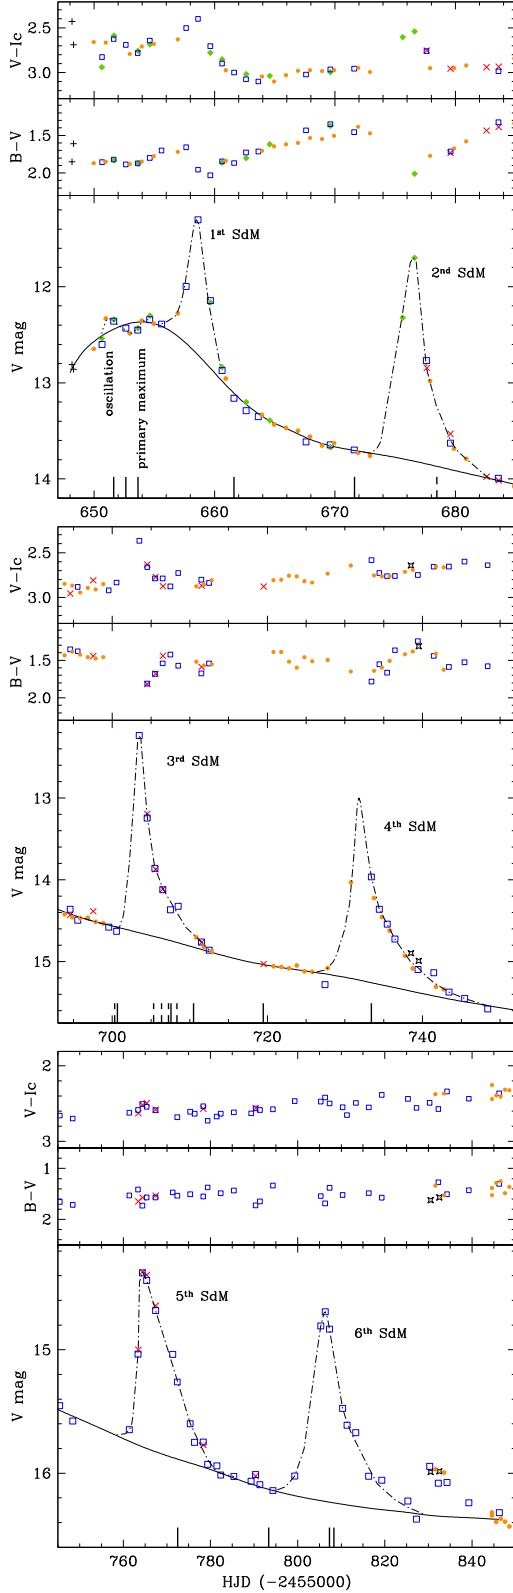 V−Ic
2.5
3.0
B−V
1.5
2.0
V mag
12
13
14
1st SdM
2nd SdM
oscillation
primary maximum
650 660 670 680
V−Ic
2.5
3.0
B−V
1.5
2.0
V mag
13
14
15
3rd SdM
4th SdM
700 720 740
V−Ic
2
3
B−V
1
2
V mag
15
16
5th SdM
6th SdM
760 780 800 820 840
HJD (−2455000)